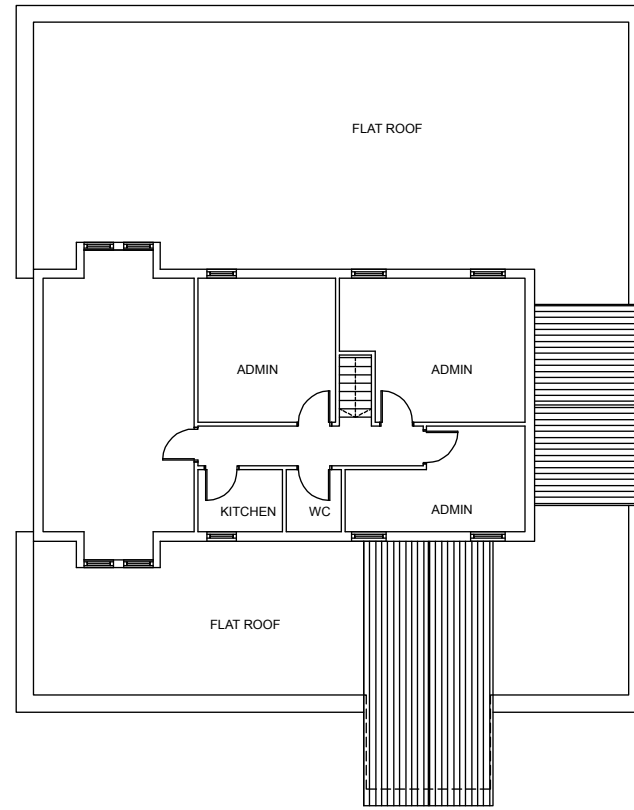 FLAT ROOF
ADMIN
ADMIN
KITCHEN
WC
ADMIN
FLAT ROOF